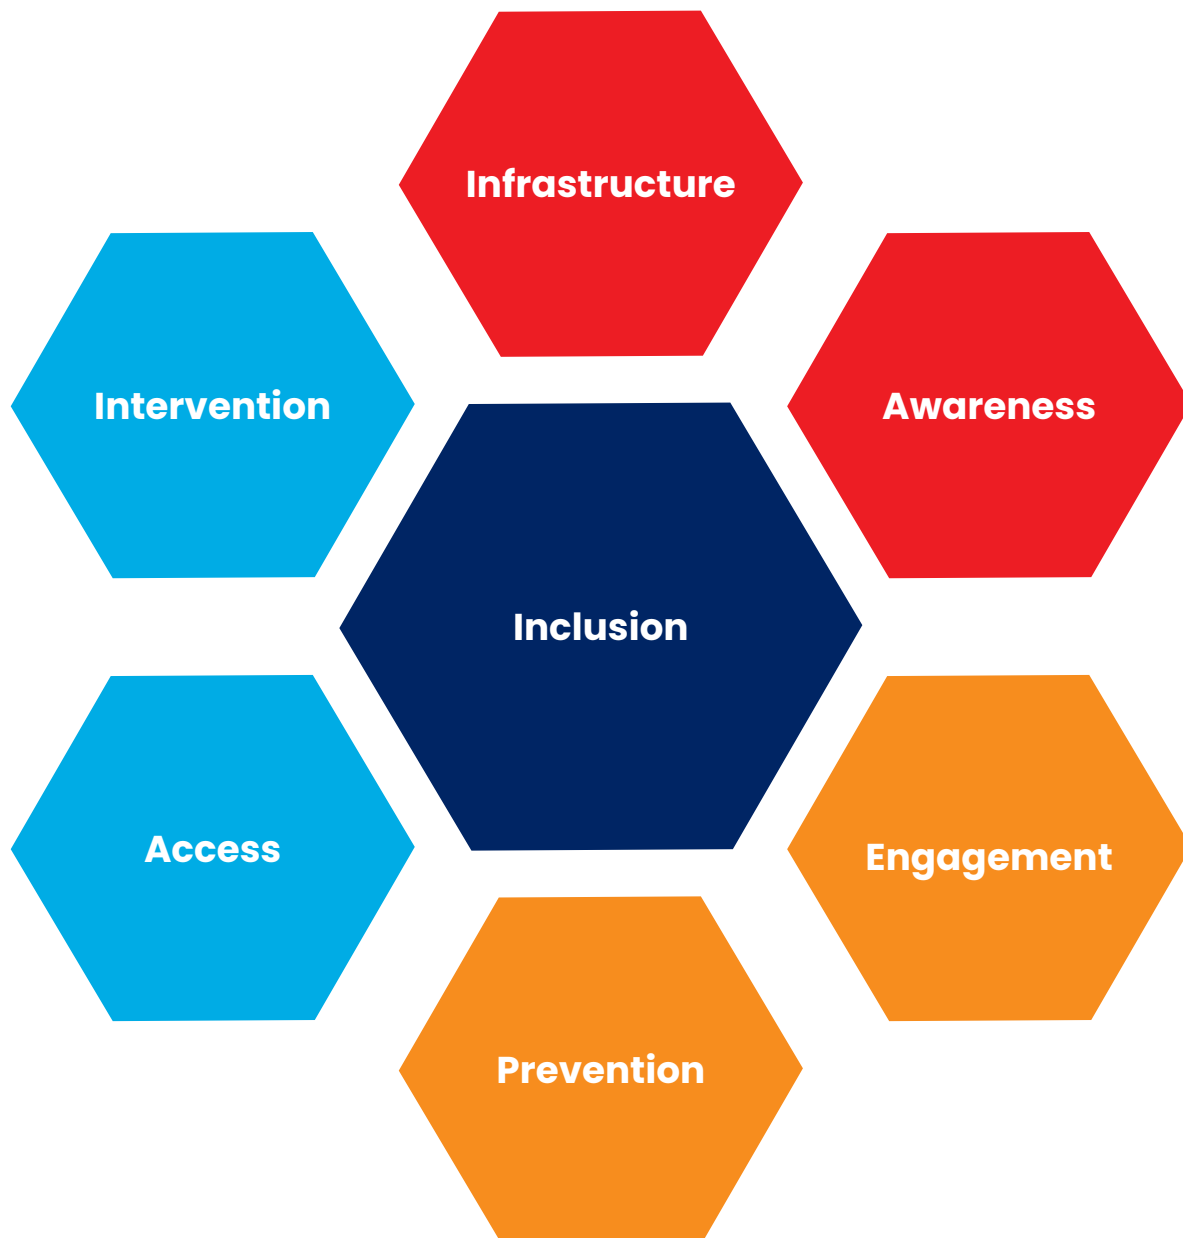 Infrastructure
Intervention
Awareness
Inclusion
Access
Engagement
Prevention